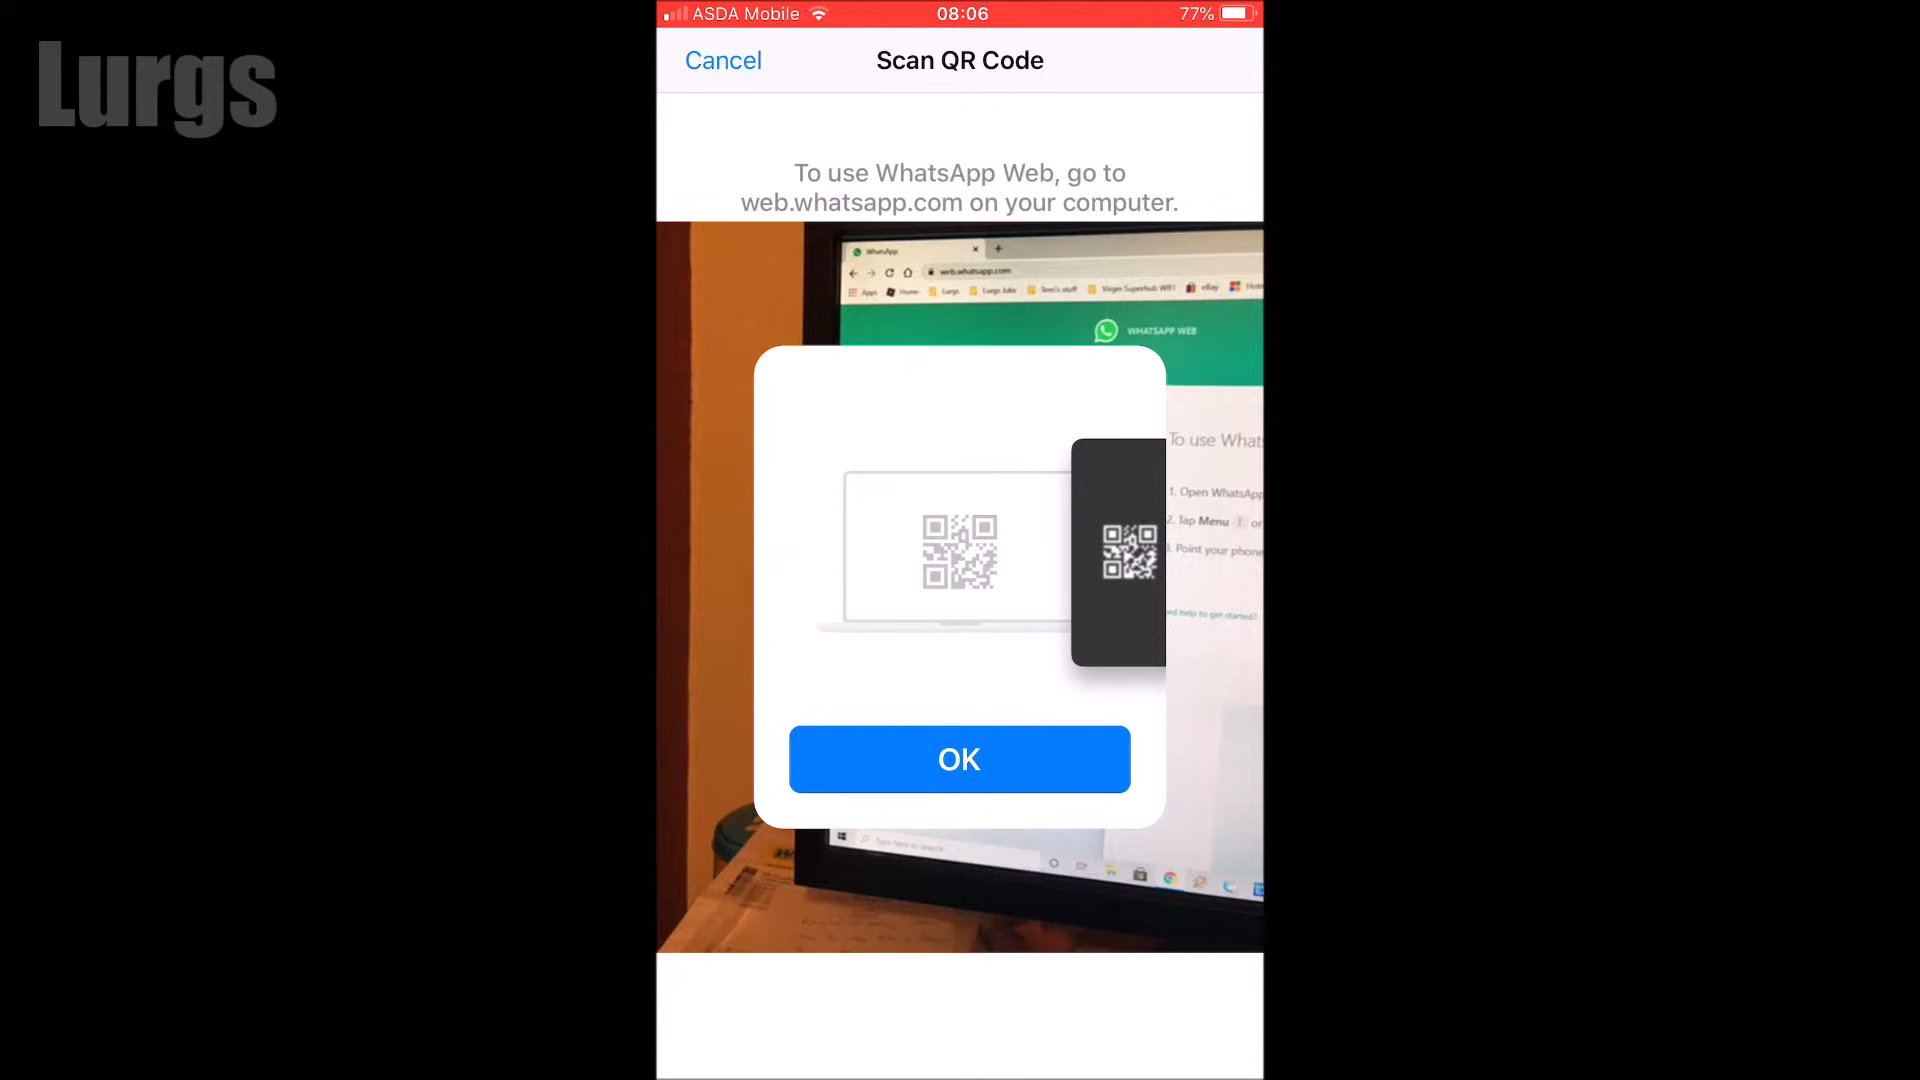 Lurgs
ASDA Mobile
08:06
77%
Cancel
Scan QR Code
To use WhatsApp Web, go to
web.whatsapp.com on your computer.
WhatsApp
web.whatsapp.com
Apps
Home
Lurgs
Lurgs Jobs
Virgin Superhub WIFI
eBay
WHATSAPP WEB
To use What
1. Open WhatsApp
2. Tap Menu
or
Point your phone
help to get started?
OK
Type here to search